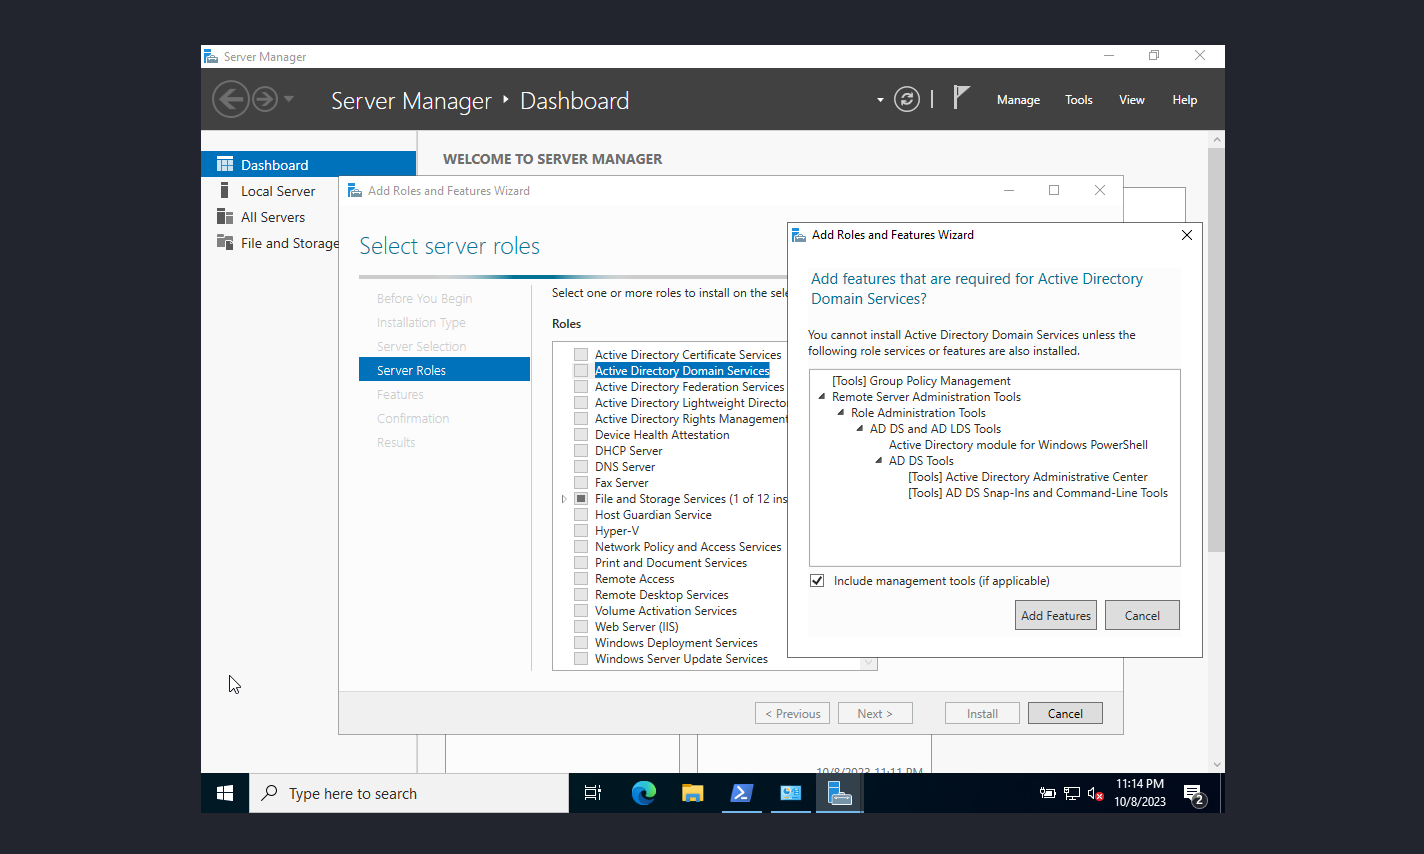 Server Manager
Server Manager ‣ Dashboard
Manage
Tools
View
Help
Dashboard
Local Server
All Servers
File and Storage
WELCOME TO SERVER MANAGER
Add Roles and Features Wizard
Select server roles
Before You Begin
Installation Type
Server Selection
Server Roles
Features
Confirmation
Results
Select one or more roles to install on the sele
Roles
Active Directory Certificate Services
Active Directory Domain Services
Active Directory Federation Services
Active Directory Lightweight Director
Active Directory Rights Management
Device Health Attestation
DHCP Server
DNS Server
Fax Server
File and Storage Services (1 of 12 ins
Host Guardian Service
Hyper-V
Network Policy and Access Services
Print and Document Services
Remote Access
Remote Desktop Services
Volume Activation Services
Web Server (IIS)
Windows Deployment Services
Windows Server Update Services
< Previous
Next >
Install
Cancel
Add Roles and Features Wizard
Add features that are required for Active Directory
Domain Services?
You cannot install Active Directory Domain Services unless the
following role services or features are also installed.
[Tools] Group Policy Management
Remote Server Administration Tools
Role Administration Tools
AD DS and AD LDS Tools
Active Directory module for Windows PowerShell
AD DS Tools
[Tools] Active Directory Administrative Center
[Tools] AD DS Snap-Ins and Command-Line Tools
Include management tools (if applicable)
Add Features
Cancel
10/8/2023 11:11 PM
Type here to search
11:14 PM
10/8/2023
2